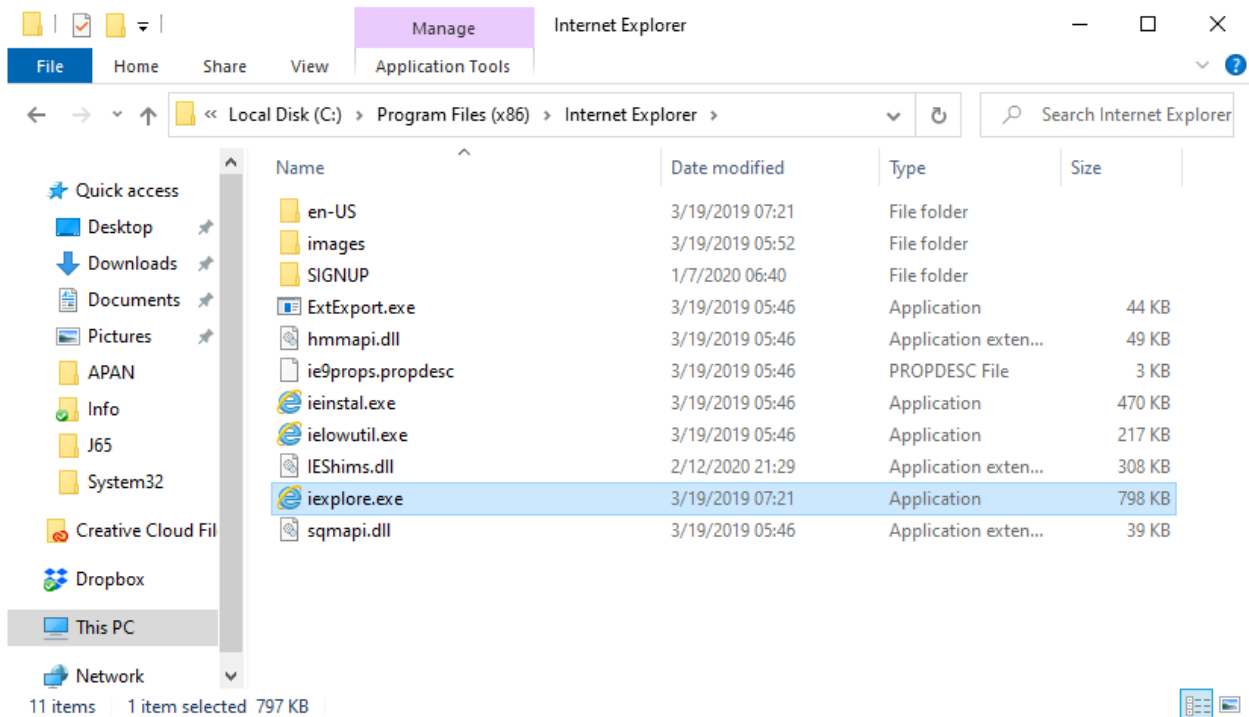 Manage Internet Explorer
File Home Share View Application Tools
« Local Disk (C:) > Program Files (x86) > Internet Explorer > Search Internet Explorer
Quick access
Desktop
Downloads
Documents
Pictures
APAN
Info
J65
System32
Creative Cloud Fil
Dropbox
This PC
Network
Name Date modified Type Size
en-US 3/19/2019 07:21 File folder
images 3/19/2019 05:52 File folder
SIGNUP 1/7/2020 06:40 File folder
ExtExport.exe 3/19/2019 05:46 Application 44 KB
hmmapi.dll 3/19/2019 05:46 Application exten... 49 KB
ie9props.propdesc 3/19/2019 05:46 PROPDESC File 3 KB
ieinstal.exe 3/19/2019 05:46 Application 470 KB
ielowutil.exe 3/19/2019 05:46 Application 217 KB
IEShims.dll 2/12/2020 21:29 Application exten... 308 KB
iexplore.exe 3/19/2019 07:21 Application 798 KB
sqmapi.dll 3/19/2019 05:46 Application exten... 39 KB
11 items 1 item selected 797 KB